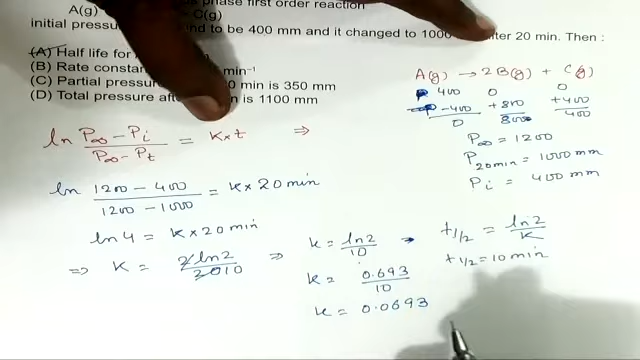 phase first order reaction
A(g) C(g)
initial pressu nd to be 400 mm and it changed to 1000 after 20 min. Then :
(A) Half life for
(B) Rate constan min⁻¹
(C) Partial pressure 0 min is 350 mm
(D) Total pressure afte n is 1100 mm
A(g) → 2B(g) + C(g)
400 0 0
-400 +800 +400
0 800 400
P∞ = 1200
P20min = 1000 mm
Pi = 400 mm
ln P∞ - Pi / P∞ - Pt = K×t ⇒
ln 1200 - 400 / 1200 - 1000 = K×20 min
ln 4 = K×20 min
⇒ K = 2 ln2 / 20 10 ⇒ K = ln2 / 10
K = 0.693 / 10
K = 0.0693
t1/2 = ln2 / K
t1/2 = 10 min